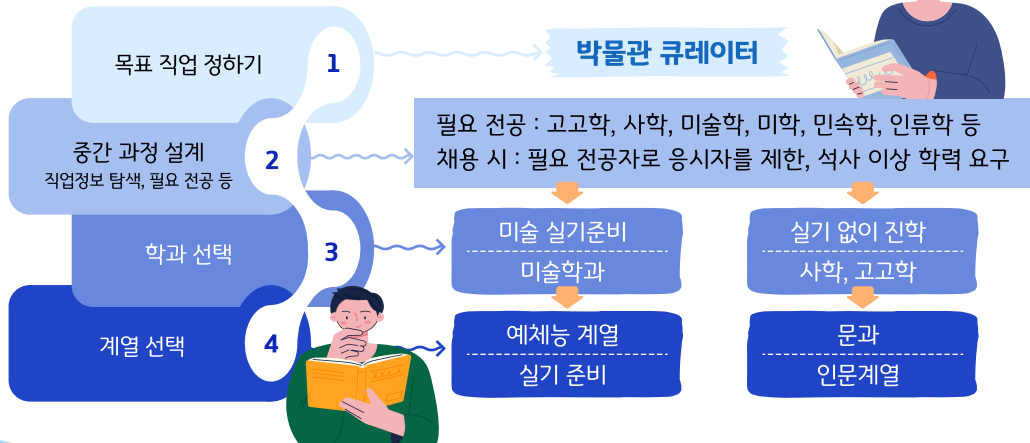 목표 직업 정하기
1
박물관 큐레이터
중간 과정 설계
직업정보 탐색, 필요 전공 등
2
필요 전공 : 고고학, 사학, 미술학, 미학, 민속학, 인류학 등
채용 시 : 필요 전공자로 응시자를 제한, 석사 이상 학력 요구
학과 선택
3
미술 실기준비
미술학과
실기 없이 진학
사학, 고고학
계열 선택
4
예체능 계열
실기 준비
문과
인문계열